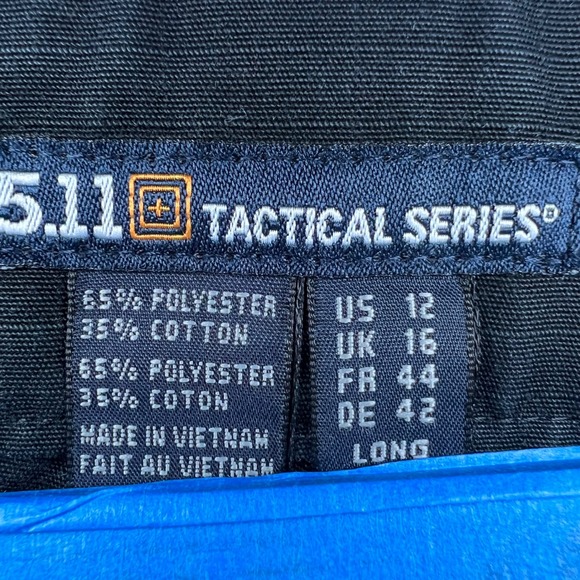 5.11 TACTICAL SERIES®
65% POLYESTER
35% COTTON
65% POLYESTER
35% COTON
MADE IN VIETNAM
FAIT AU VIETNAM
US 12
UK 16
FR 44
DE 42
LONG